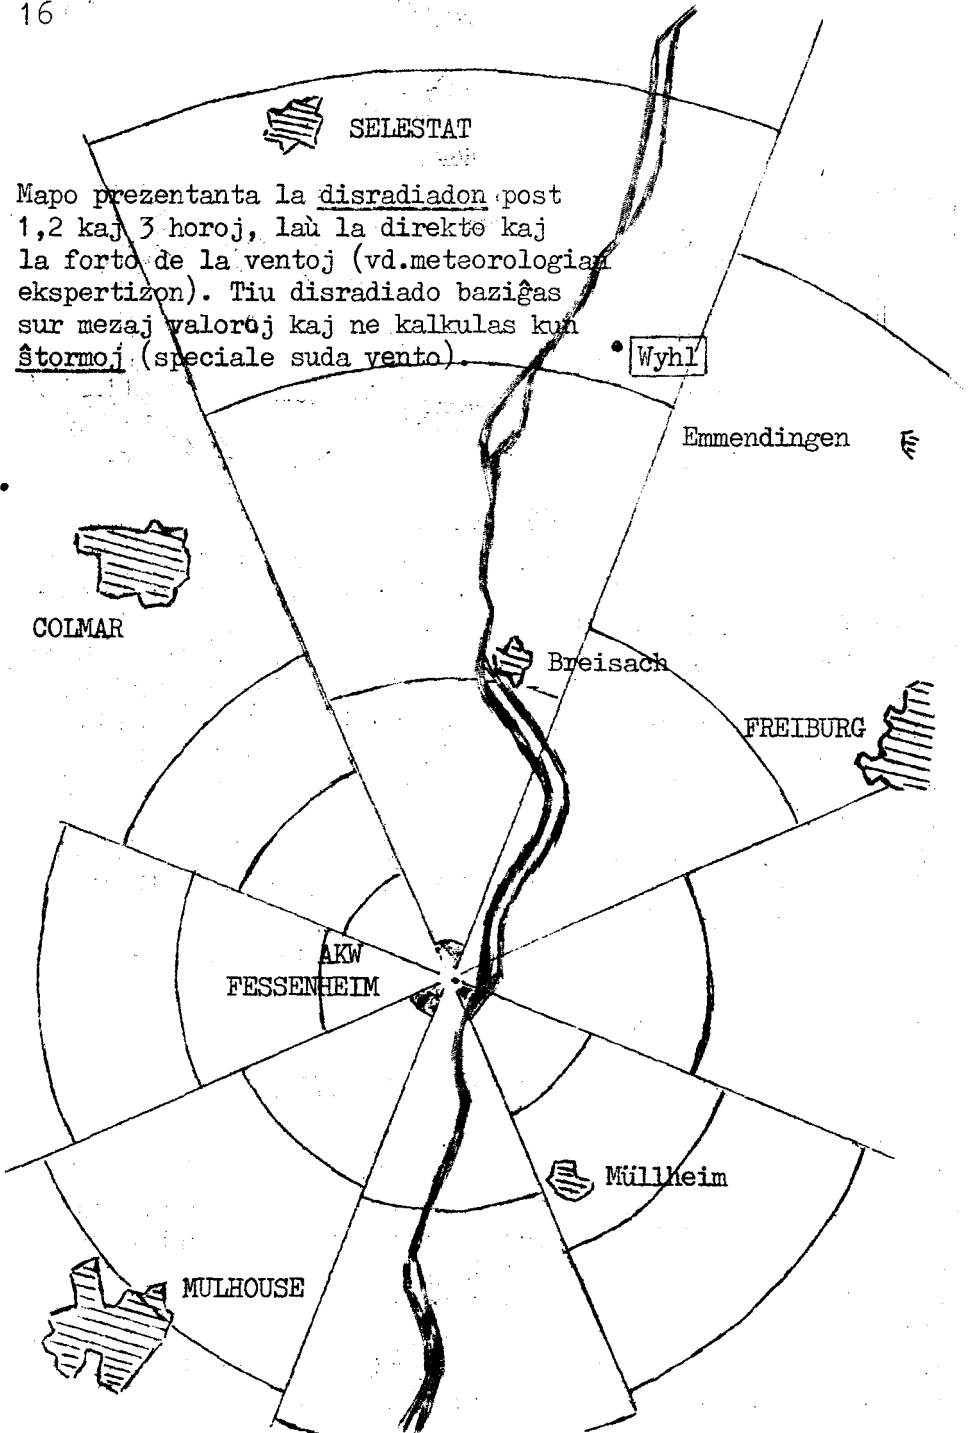 16
SELESTAT
Mapo prezentanta la disradiadon post
1,2 kaj 3 horoj, laù la direkto kaj
la forto de la ventoj (vd.meteorologian
ekspertizon). Tiu disradiado baziĝas
sur mezaj valoroj kaj ne kalkulas kun
ŝtormoj (speciale suda vento).
Wyhl
Emmendingen
COLMAR
Breisach
FREIBURG
AKW
FESSENHEIM
Müllheim
MULHOUSE